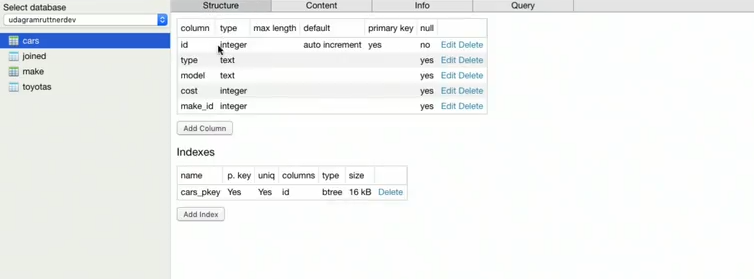 Select database
udagramruttnerdev
cars
joined
make
toyotas
Structure Content Info Query
column type max length default primary key null
id integer auto increment yes no Edit Delete
type text yes Edit Delete
model text yes Edit Delete
cost integer yes Edit Delete
make_id integer yes Edit Delete
Add Column
Indexes
name p. key uniq columns type size
cars_pkey Yes Yes id btree 16 kB Delete
Add Index